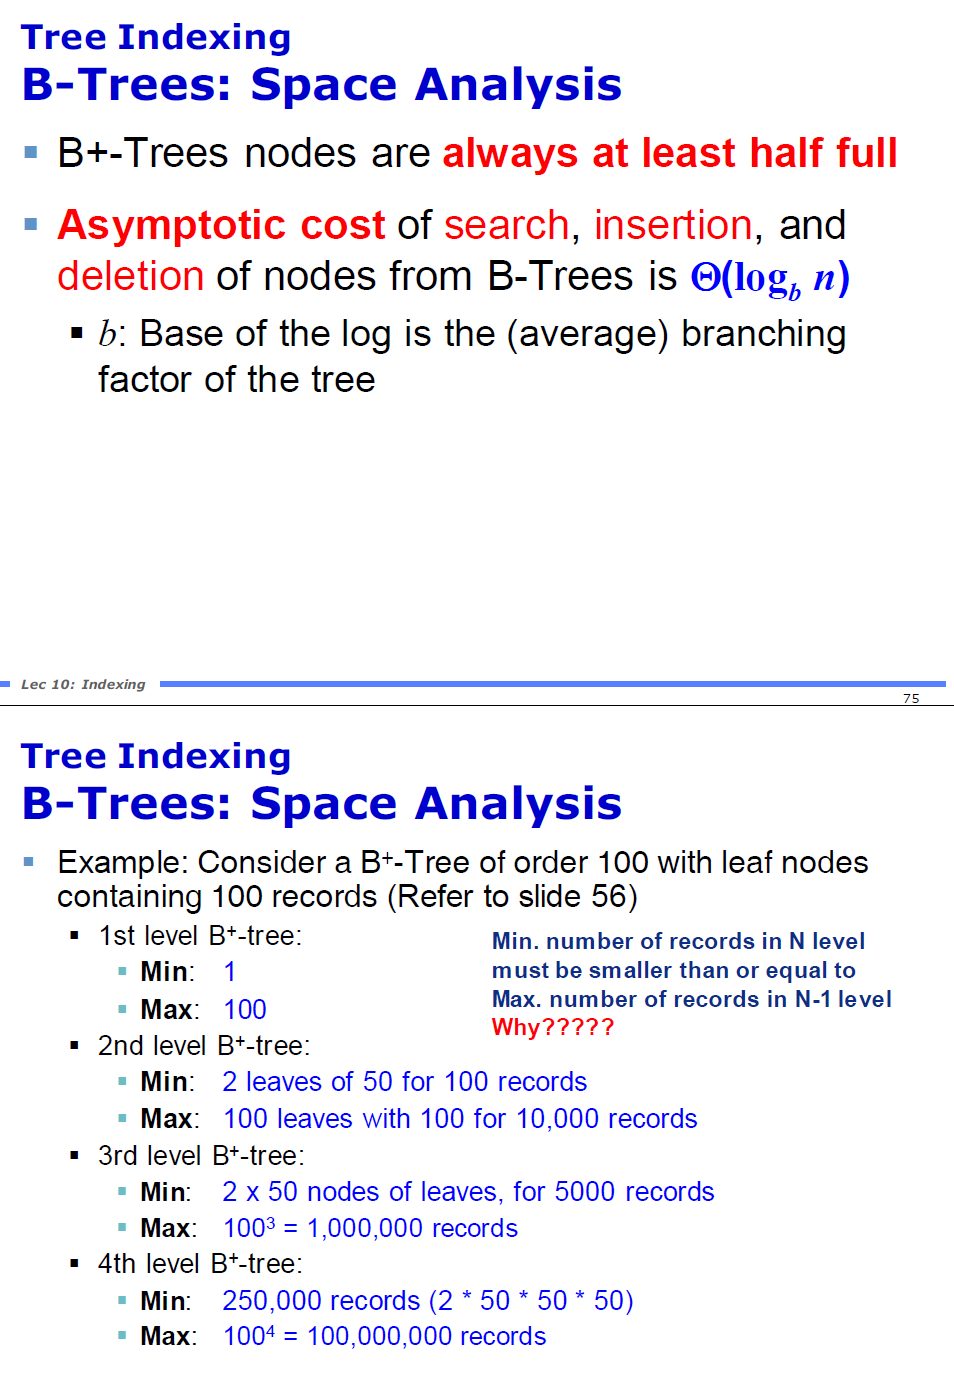 Tree Indexing
B-Trees: Space Analysis
▪ B+-Trees nodes are always at least half full
▪ Asymptotic cost of search, insertion, and
deletion of nodes from B-Trees is Θ(log_b n)
▪ b: Base of the log is the (average) branching
factor of the tree
Lec 10: Indexing
75
Tree Indexing
B-Trees: Space Analysis
▪ Example: Consider a B⁺-Tree of order 100 with leaf nodes
containing 100 records (Refer to slide 56)
▪ 1st level B⁺-tree:
▪ Min: 1
▪ Max: 100
Min. number of records in N level
must be smaller than or equal to
Max. number of records in N-1 level
Why?????
▪ 2nd level B⁺-tree:
▪ Min: 2 leaves of 50 for 100 records
▪ Max: 100 leaves with 100 for 10,000 records
▪ 3rd level B⁺-tree:
▪ Min: 2 x 50 nodes of leaves, for 5000 records
▪ Max: 100³ = 1,000,000 records
▪ 4th level B⁺-tree:
▪ Min: 250,000 records (2 * 50 * 50 * 50)
▪ Max: 100⁴ = 100,000,000 records